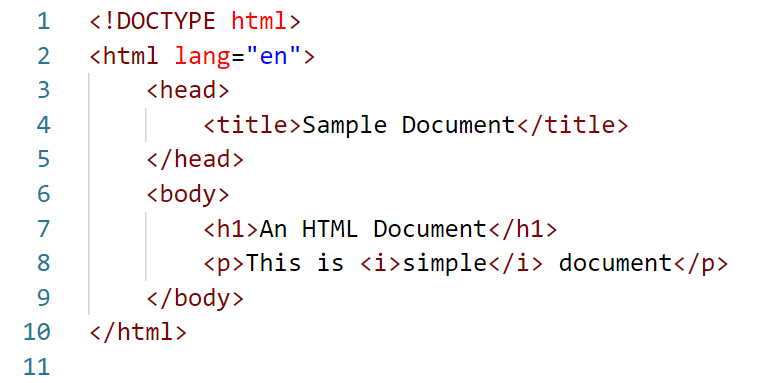 1 <!DOCTYPE html>
2 <html lang="en">
3     <head>
4         <title>Sample Document</title>
5     </head>
6     <body>
7         <h1>An HTML Document</h1>
8         <p>This is <i>simple</i> document</p>
9     </body>
10 </html>
11